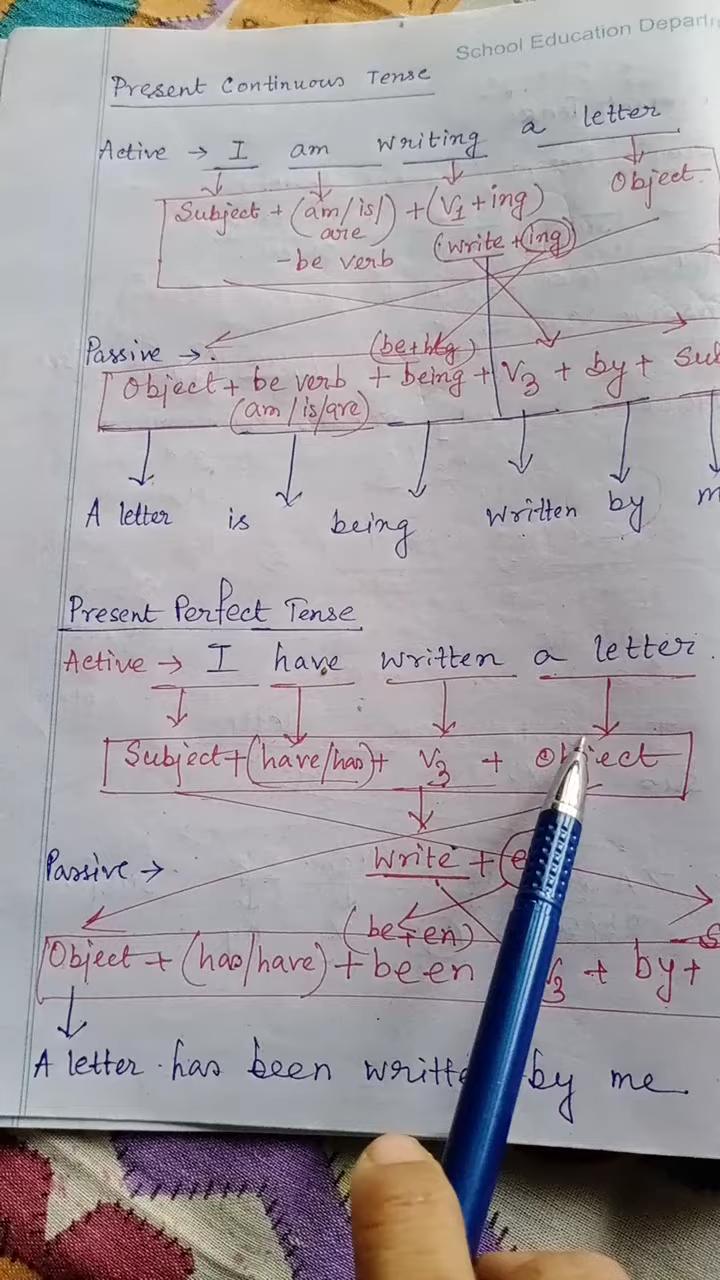 School Education
Present Continuous Tense
Active → I am writing a letter
Subject + (am/is/are) + (V1 + ing) Object
- be verb (write + ing)
Passive →
(be + ing)
Object + be verb + being + V3 + by +
(am/is/are)
A letter is being written by
Present Perfect Tense
Active → I have written a letter.
Subject + (have/has) + V3 + Object
Passive → write +
(be + en)
Object + (has/have) + been V3 + by +
A letter has been by me